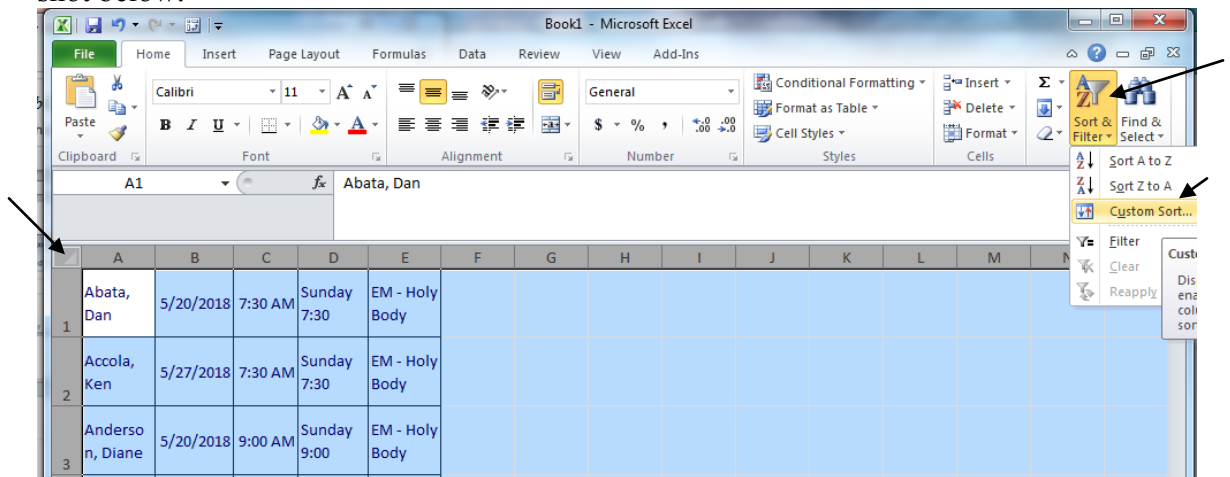 Book1 - Microsoft Excel
File Home Insert Page Layout Formulas Data Review View Add-Ins
Calibri 11 A A General Conditional Formatting Insert Σ
Paste Format as Table Delete
B I U A $ % , .0 .00 .00 .0 Cell Styles Format Sort & Filter Find & Select
Clipboard Font Alignment Number Styles Cells
A1 fx Abata, Dan
Sort A to Z
Sort Z to A
Custom Sort...
Filter
Clear
Reapply
A B C D E F G H I J K L M
1 Abata, Dan 5/20/2018 7:30 AM Sunday 7:30 EM - Holy Body
2 Accola, Ken 5/27/2018 7:30 AM Sunday 7:30 EM - Holy Body
3 Anderson, Diane 5/20/2018 9:00 AM Sunday 9:00 EM - Holy Body